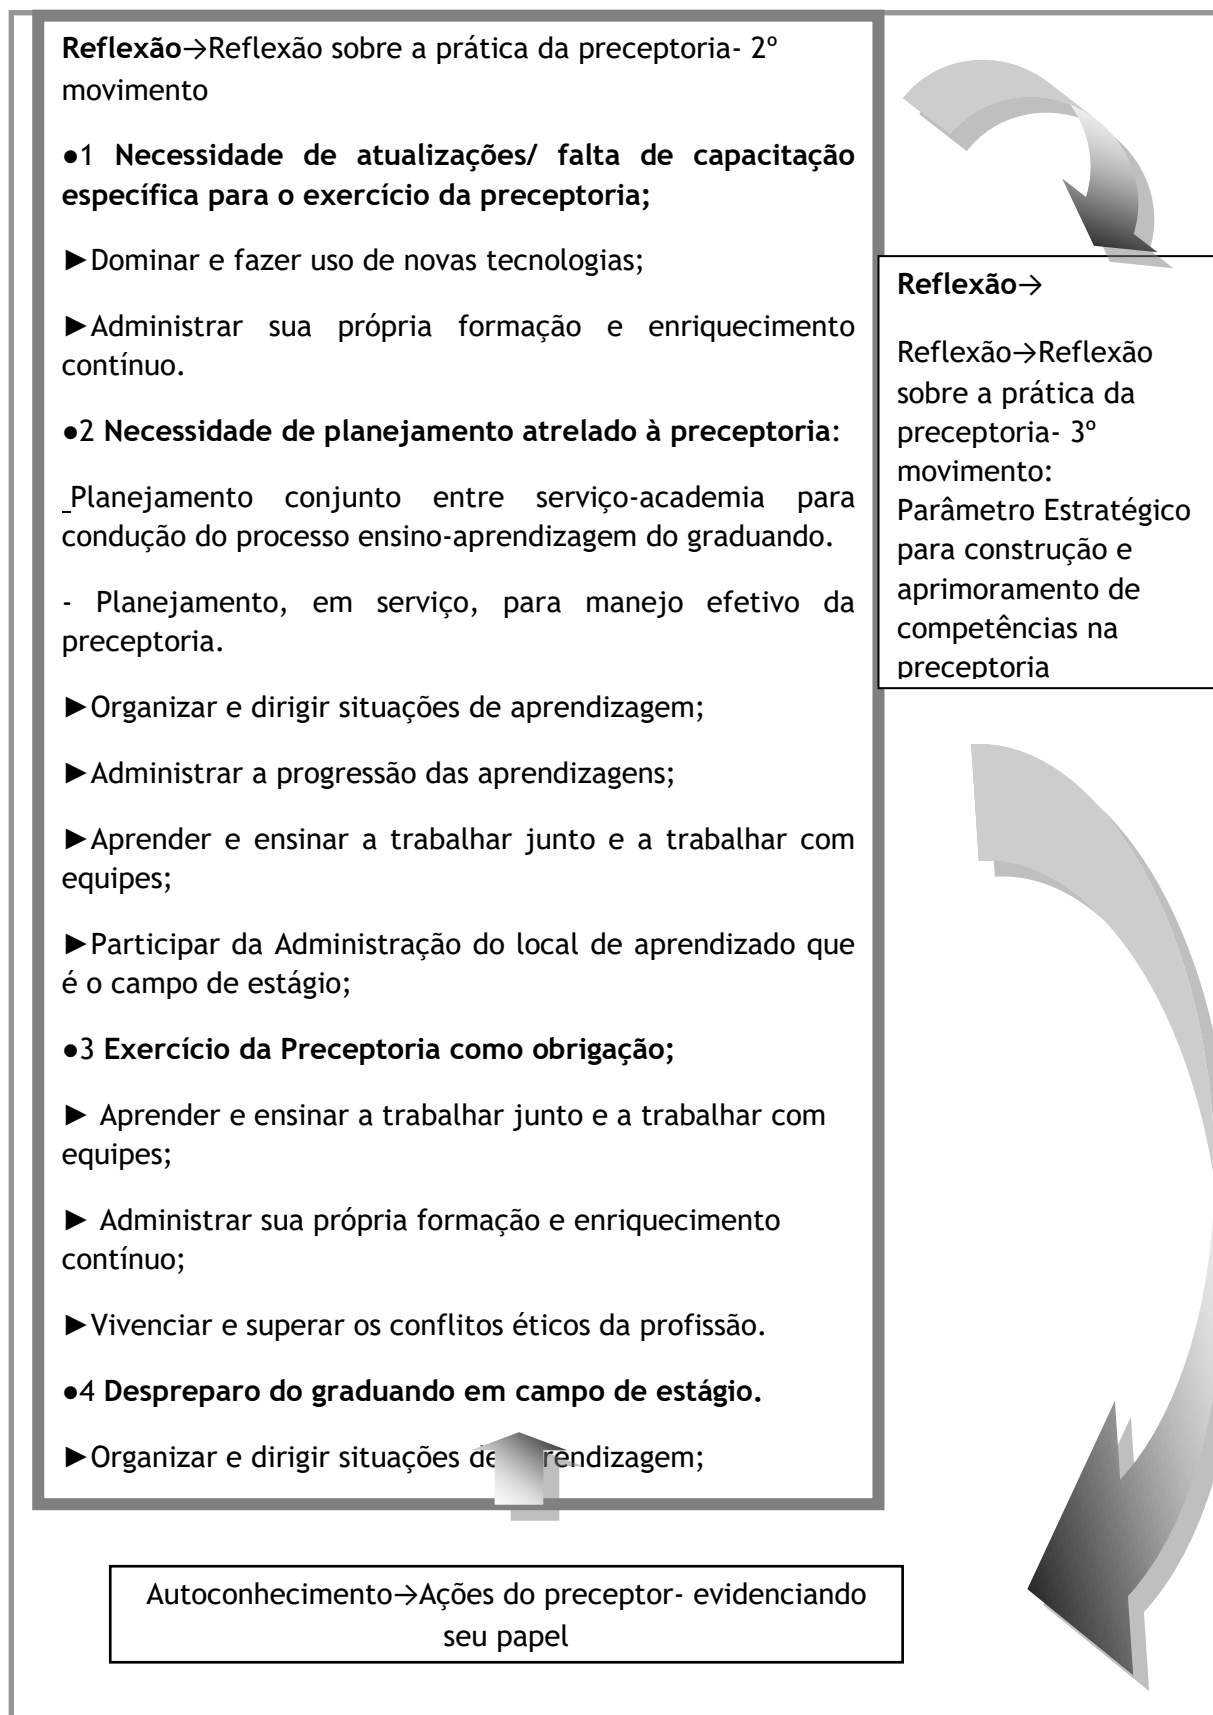 Reflexão→Reflexão sobre a prática da preceptoria- 2º
movimento
●1 Necessidade de atualizações/ falta de capacitação
específica para o exercício da preceptoria;
►Dominar e fazer uso de novas tecnologias;
►Administrar sua própria formação e enriquecimento
contínuo.
●2 Necessidade de planejamento atrelado à preceptoria:
_Planejamento conjunto entre serviço-academia para
condução do processo ensino-aprendizagem do graduando.
- Planejamento, em serviço, para manejo efetivo da
preceptoria.
►Organizar e dirigir situações de aprendizagem;
►Administrar a progressão das aprendizagens;
►Aprender e ensinar a trabalhar junto e a trabalhar com
equipes;
►Participar da Administração do local de aprendizado que
é o campo de estágio;
●3 Exercício da Preceptoria como obrigação;
► Aprender e ensinar a trabalhar junto e a trabalhar com
equipes;
► Administrar sua própria formação e enriquecimento
contínuo;
►Vivenciar e superar os conflitos éticos da profissão.
●4 Despreparo do graduando em campo de estágio.
►Organizar e dirigir situações de rendizagem;
Reflexão→
Reflexão→Reflexão
sobre a prática da
preceptoria- 3º
movimento:
Parâmetro Estratégico
para construção e
aprimoramento de
competências na
preceptoria
Autoconhecimento→Ações do preceptor- evidenciando
seu papel